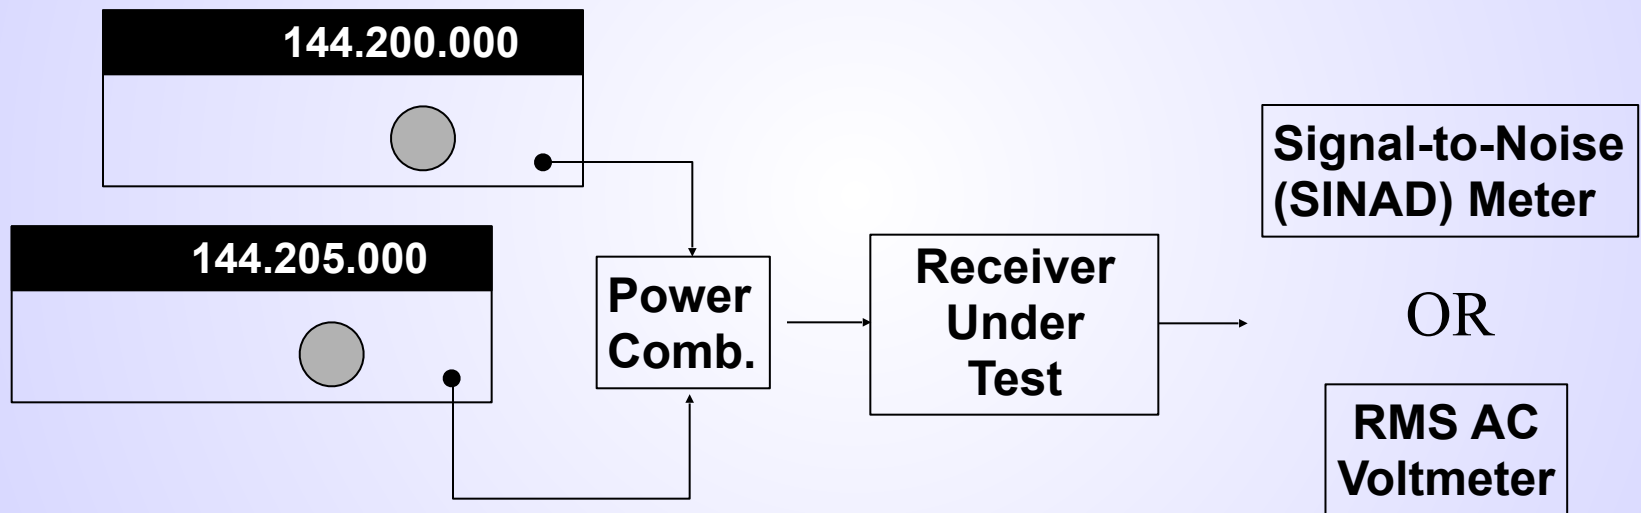 144.200.000
144.205.000
Power
Comb.
Receiver
Under
Test
Signal-to-Noise
(SINAD) Meter
OR
RMS AC
Voltmeter